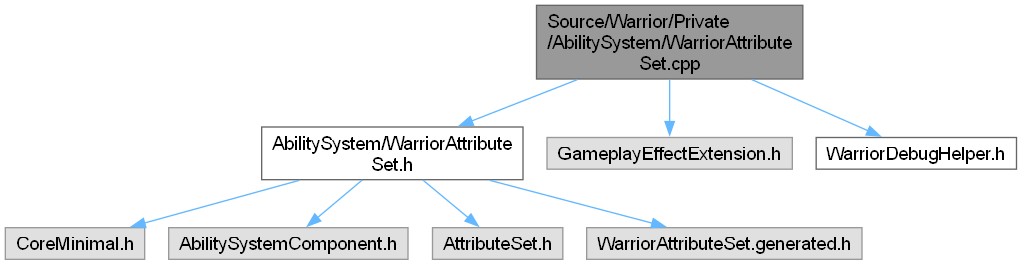 Source/Warrior/Private
/AbilitySystem/WarriorAttribute
Set.cpp
AbilitySystem/WarriorAttribute
Set.h
GameplayEffectExtension.h
WarriorDebugHelper.h
CoreMinimal.h
AbilitySystemComponent.h
AttributeSet.h
WarriorAttributeSet.generated.h